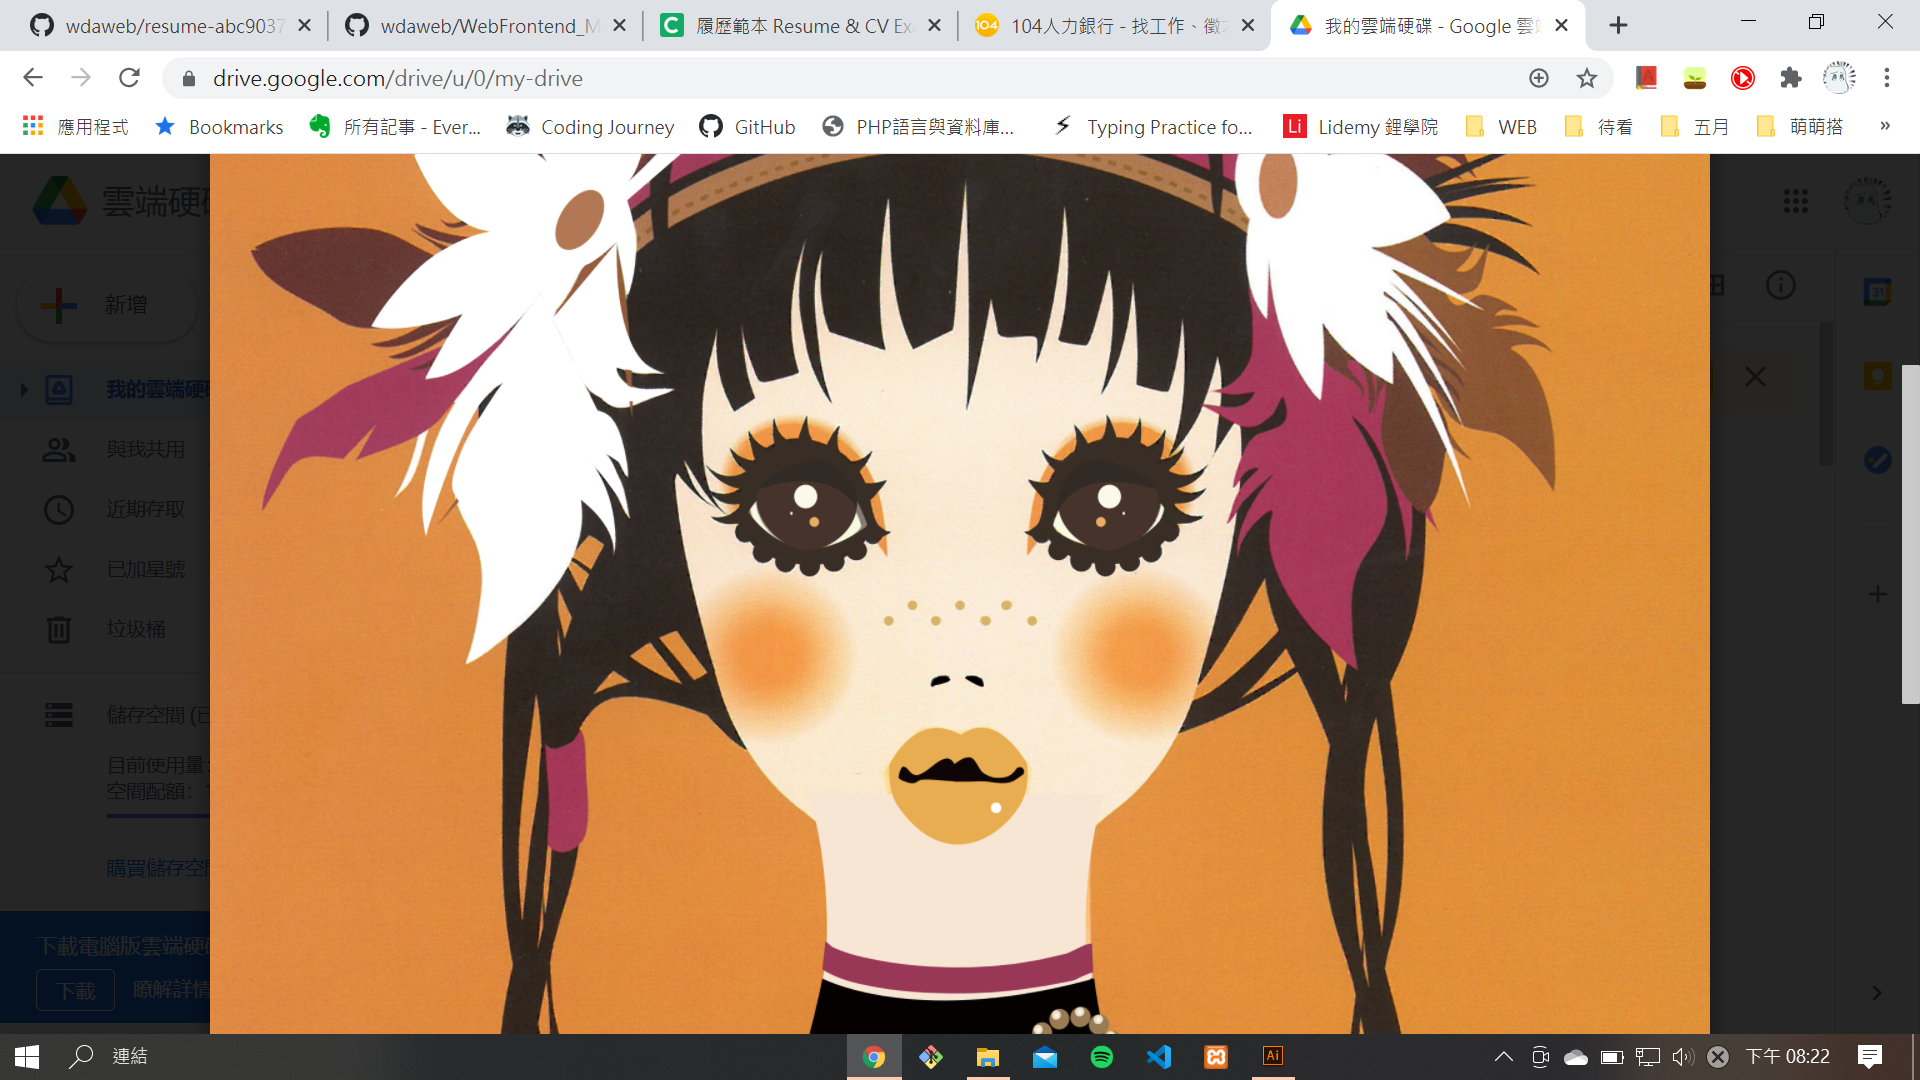 wdaweb/resume-abc9037
wdaweb/WebFrontend_M
履歷範本 Resume & CV Ex
104人力銀行 - 找工作、徵
我的雲端硬碟 - Google 雲
drive.google.com/drive/u/0/my-drive
應用程式
Bookmarks
所有記事 - Ever...
Coding Journey
GitHub
PHP語言與資料庫...
Typing Practice fo...
Li
Lidemy 鋰學院
WEB
待看
五月
萌萌搭
»
雲端硬
新增
我的雲端硬
與我共用
近期存取
已加星號
垃圾桶
儲存空間 (已
目前使用量:
空間配額:
購買儲存空
下載電腦版雲端硬
下載
瞭解詳情
31
連結
Ai
下午 08:22